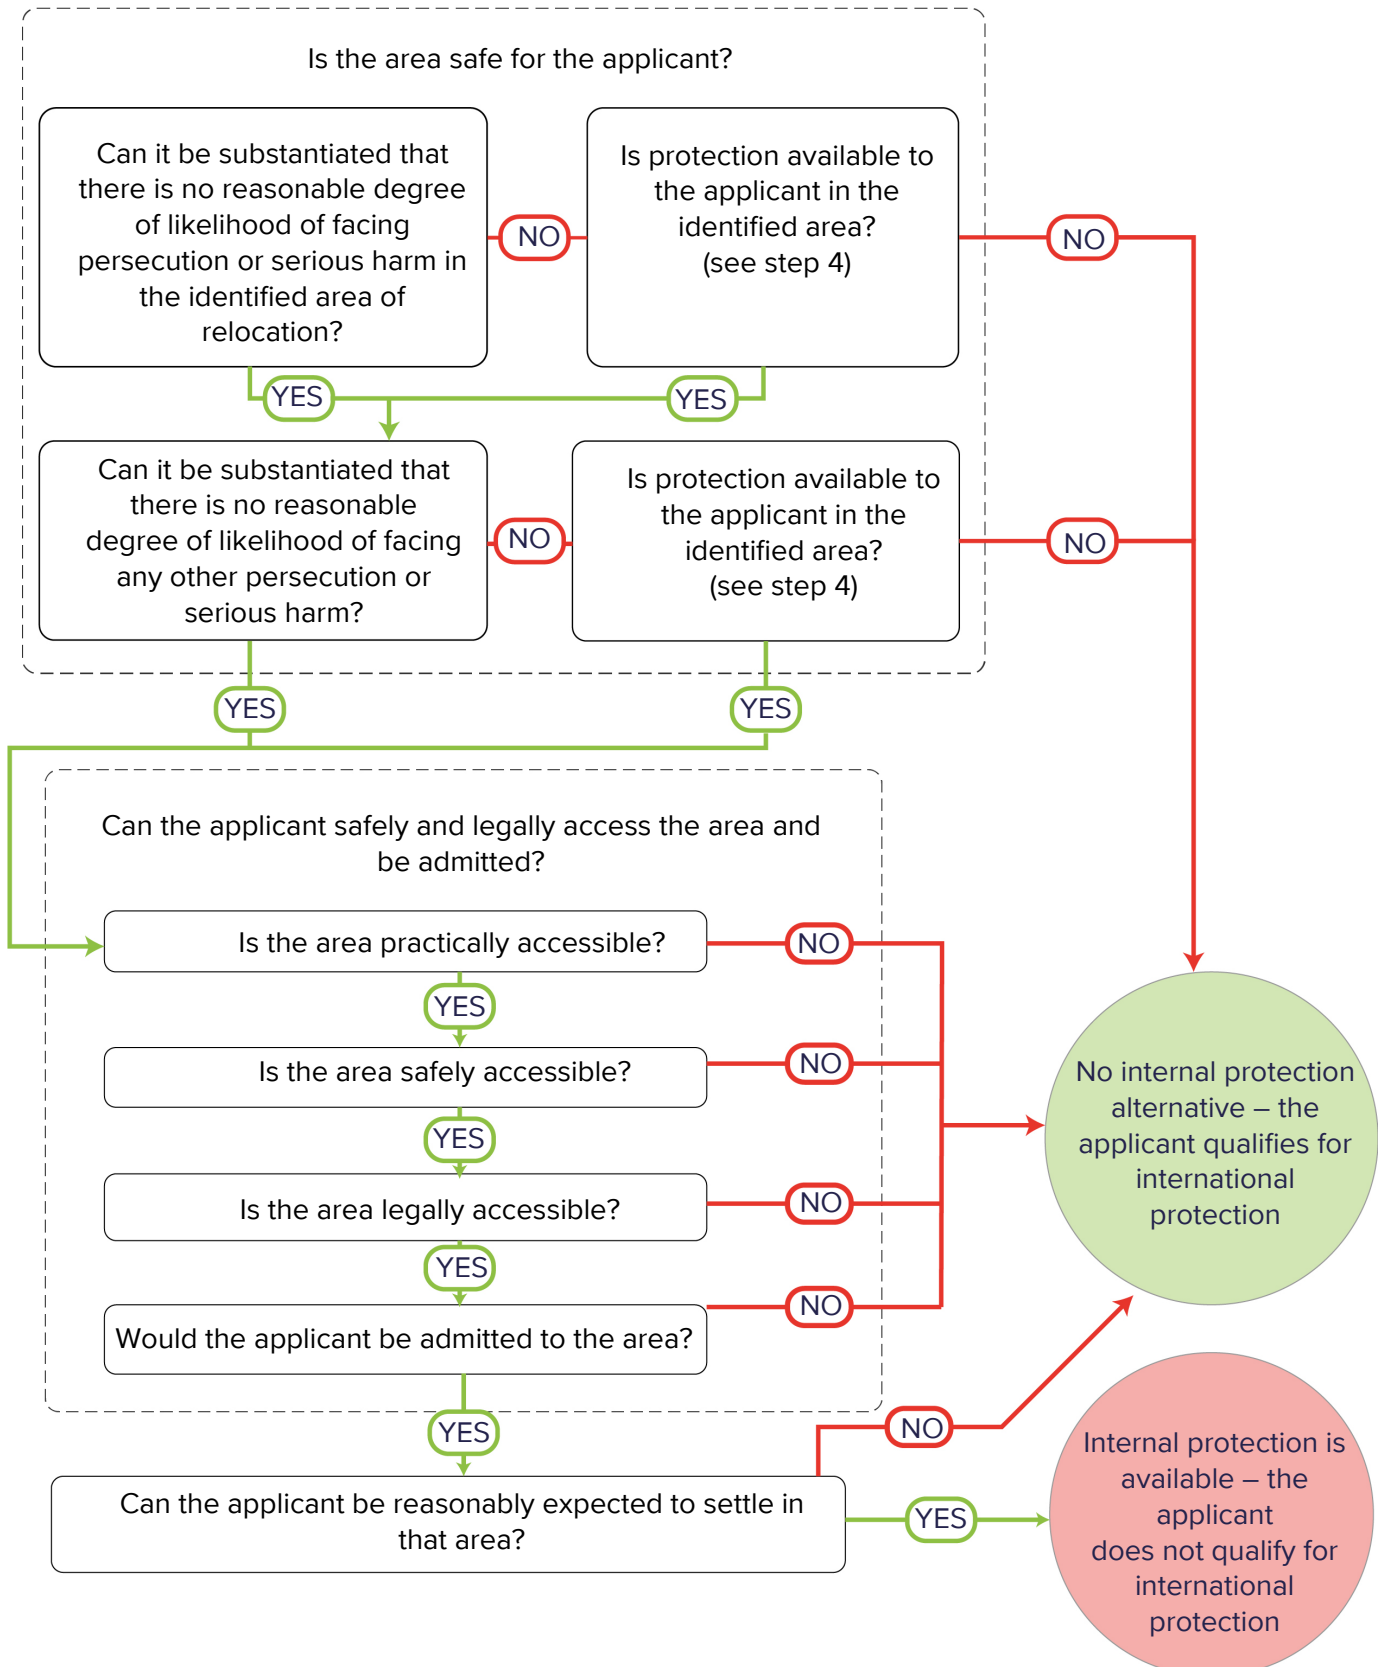 Is the area safe for the applicant?
Can it be substantiated that
there is no reasonable degree
of likelihood of facing
persecution or serious harm in
the identified area of
relocation?
NO
Is protection available to
the applicant in the
identified area?
(see step 4)
NO
YES
YES
Can it be substantiated that
there is no reasonable
degree of likelihood of facing
any other persecution or
serious harm?
NO
Is protection available to
the applicant in the
identified area?
(see step 4)
NO
YES
YES
Can the applicant safely and legally access the area and
be admitted?
Is the area practically accessible?
NO
YES
Is the area safely accessible?
NO
YES
Is the area legally accessible?
NO
YES
Would the applicant be admitted to the area?
NO
No internal protection
alternative – the
applicant qualifies for
international
protection
YES
NO
Can the applicant be reasonably expected to settle in
that area?
YES
Internal protection is
available – the
applicant
does not qualify for
international
protection